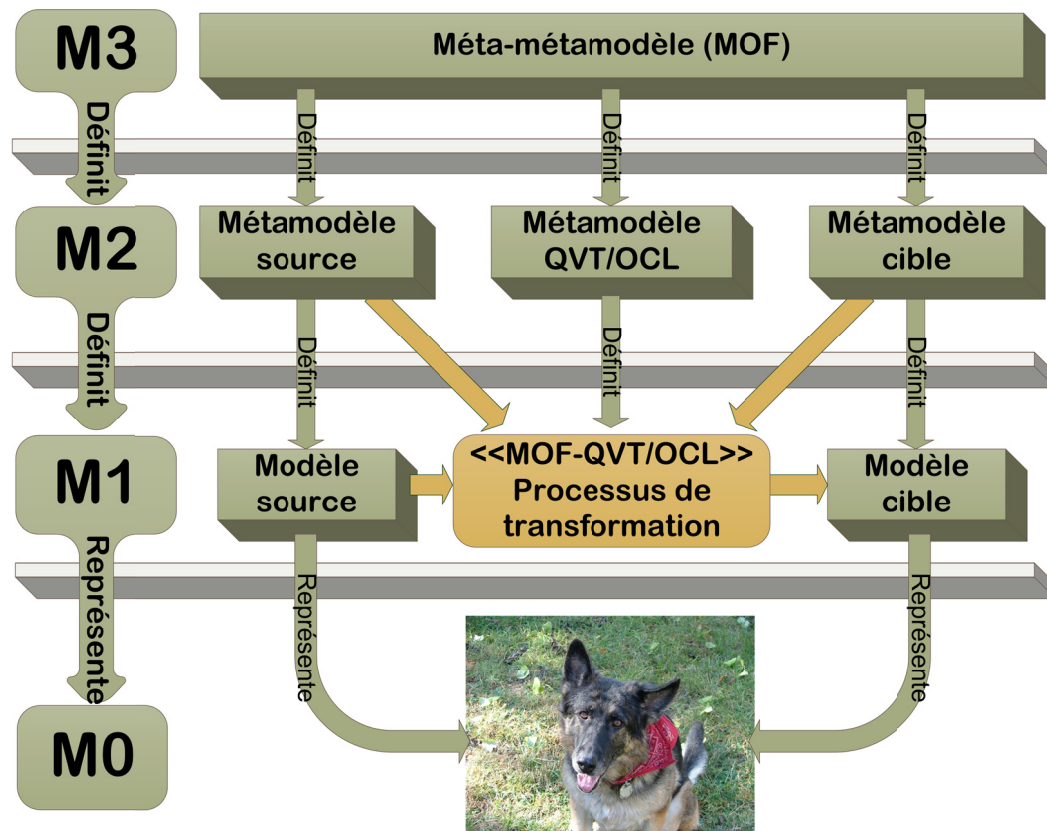 M3
Méta-métamodèle (MOF)
Définit
Définit
Définit
Définit
M2
Métamodèle
source
Métamodèle
QVT/OCL
Métamodèle
cible
Définit
Définit
Définit
Définit
M1
Modèle
source
<<MOF-QVT/OCL>>
Processus de
transformation
Modèle
cible
Représente
Représente
Représente
M0